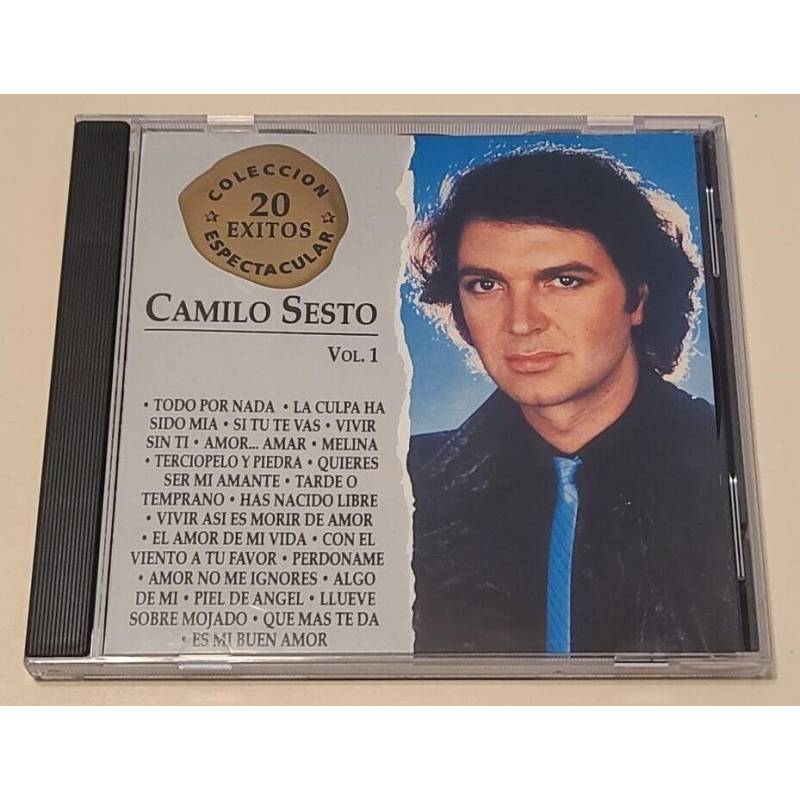 COLECCION
20
EXITOS
ESPECTACULAR
CAMILO SESTO
VOL. 1
• TODO POR NADA • LA CULPA HA
SIDO MIA • SI TU TE VAS • VIVIR
SIN TI • AMOR... AMAR • MELINA
• TERCIOPELO Y PIEDRA • QUIERES
SER MI AMANTE • TARDE O
TEMPRANO • HAS NACIDO LIBRE
• VIVIR ASI ES MORIR DE AMOR
• EL AMOR DE MI VIDA • CON EL
VIENTO A TU FAVOR • PERDONAME
• AMOR NO ME IGNORES • ALGO
DE MI • PIEL DE ANGEL • LLUEVE
SOBRE MOJADO • QUE MAS TE DA
• ES MI BUEN AMOR